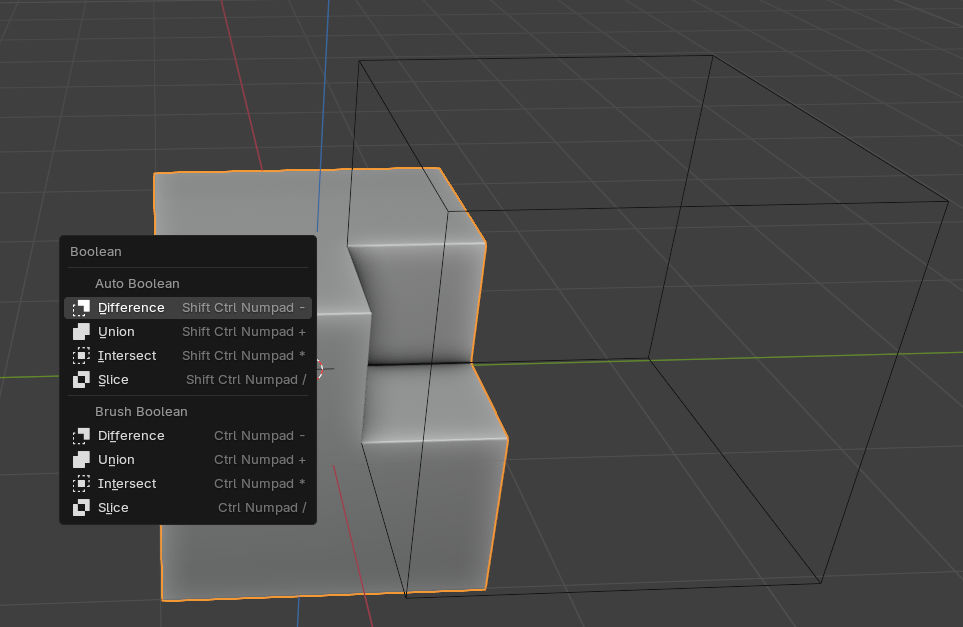 Boolean
Auto Boolean
Difference Shift Ctrl Numpad -
Union Shift Ctrl Numpad +
Intersect Shift Ctrl Numpad *
Slice Shift Ctrl Numpad /
Brush Boolean
Difference Ctrl Numpad -
Union Ctrl Numpad +
Intersect Ctrl Numpad *
Slice Ctrl Numpad /